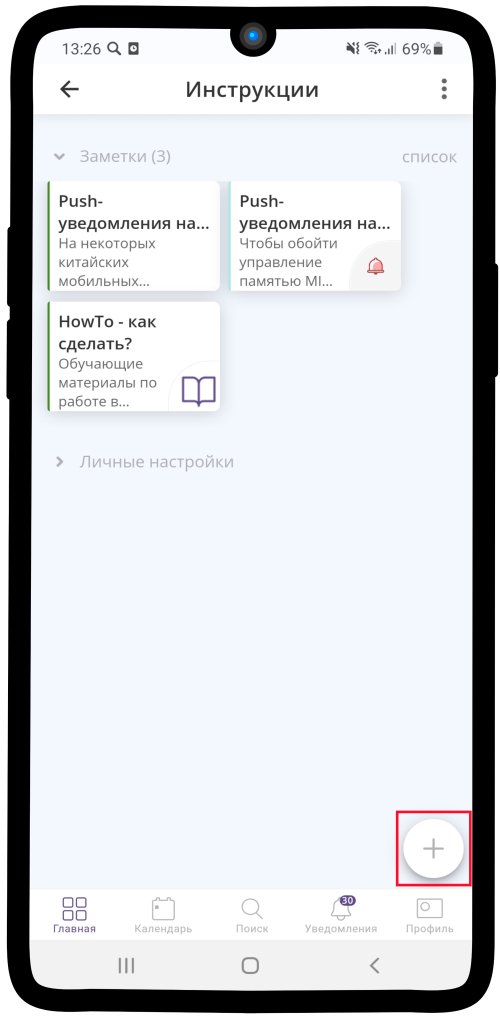 13:26 69%
Инструкции
Заметки (3) список
Push-
уведомления на...
На некоторых
китайских
мобильных...
Push-
уведомления на...
Чтобы обойти
управление
памятью MI...
HowTo - как
сделать?
Обучающие
материалы по
работе в...
Личные настройки
30
Главная Календарь Поиск Уведомления Профиль